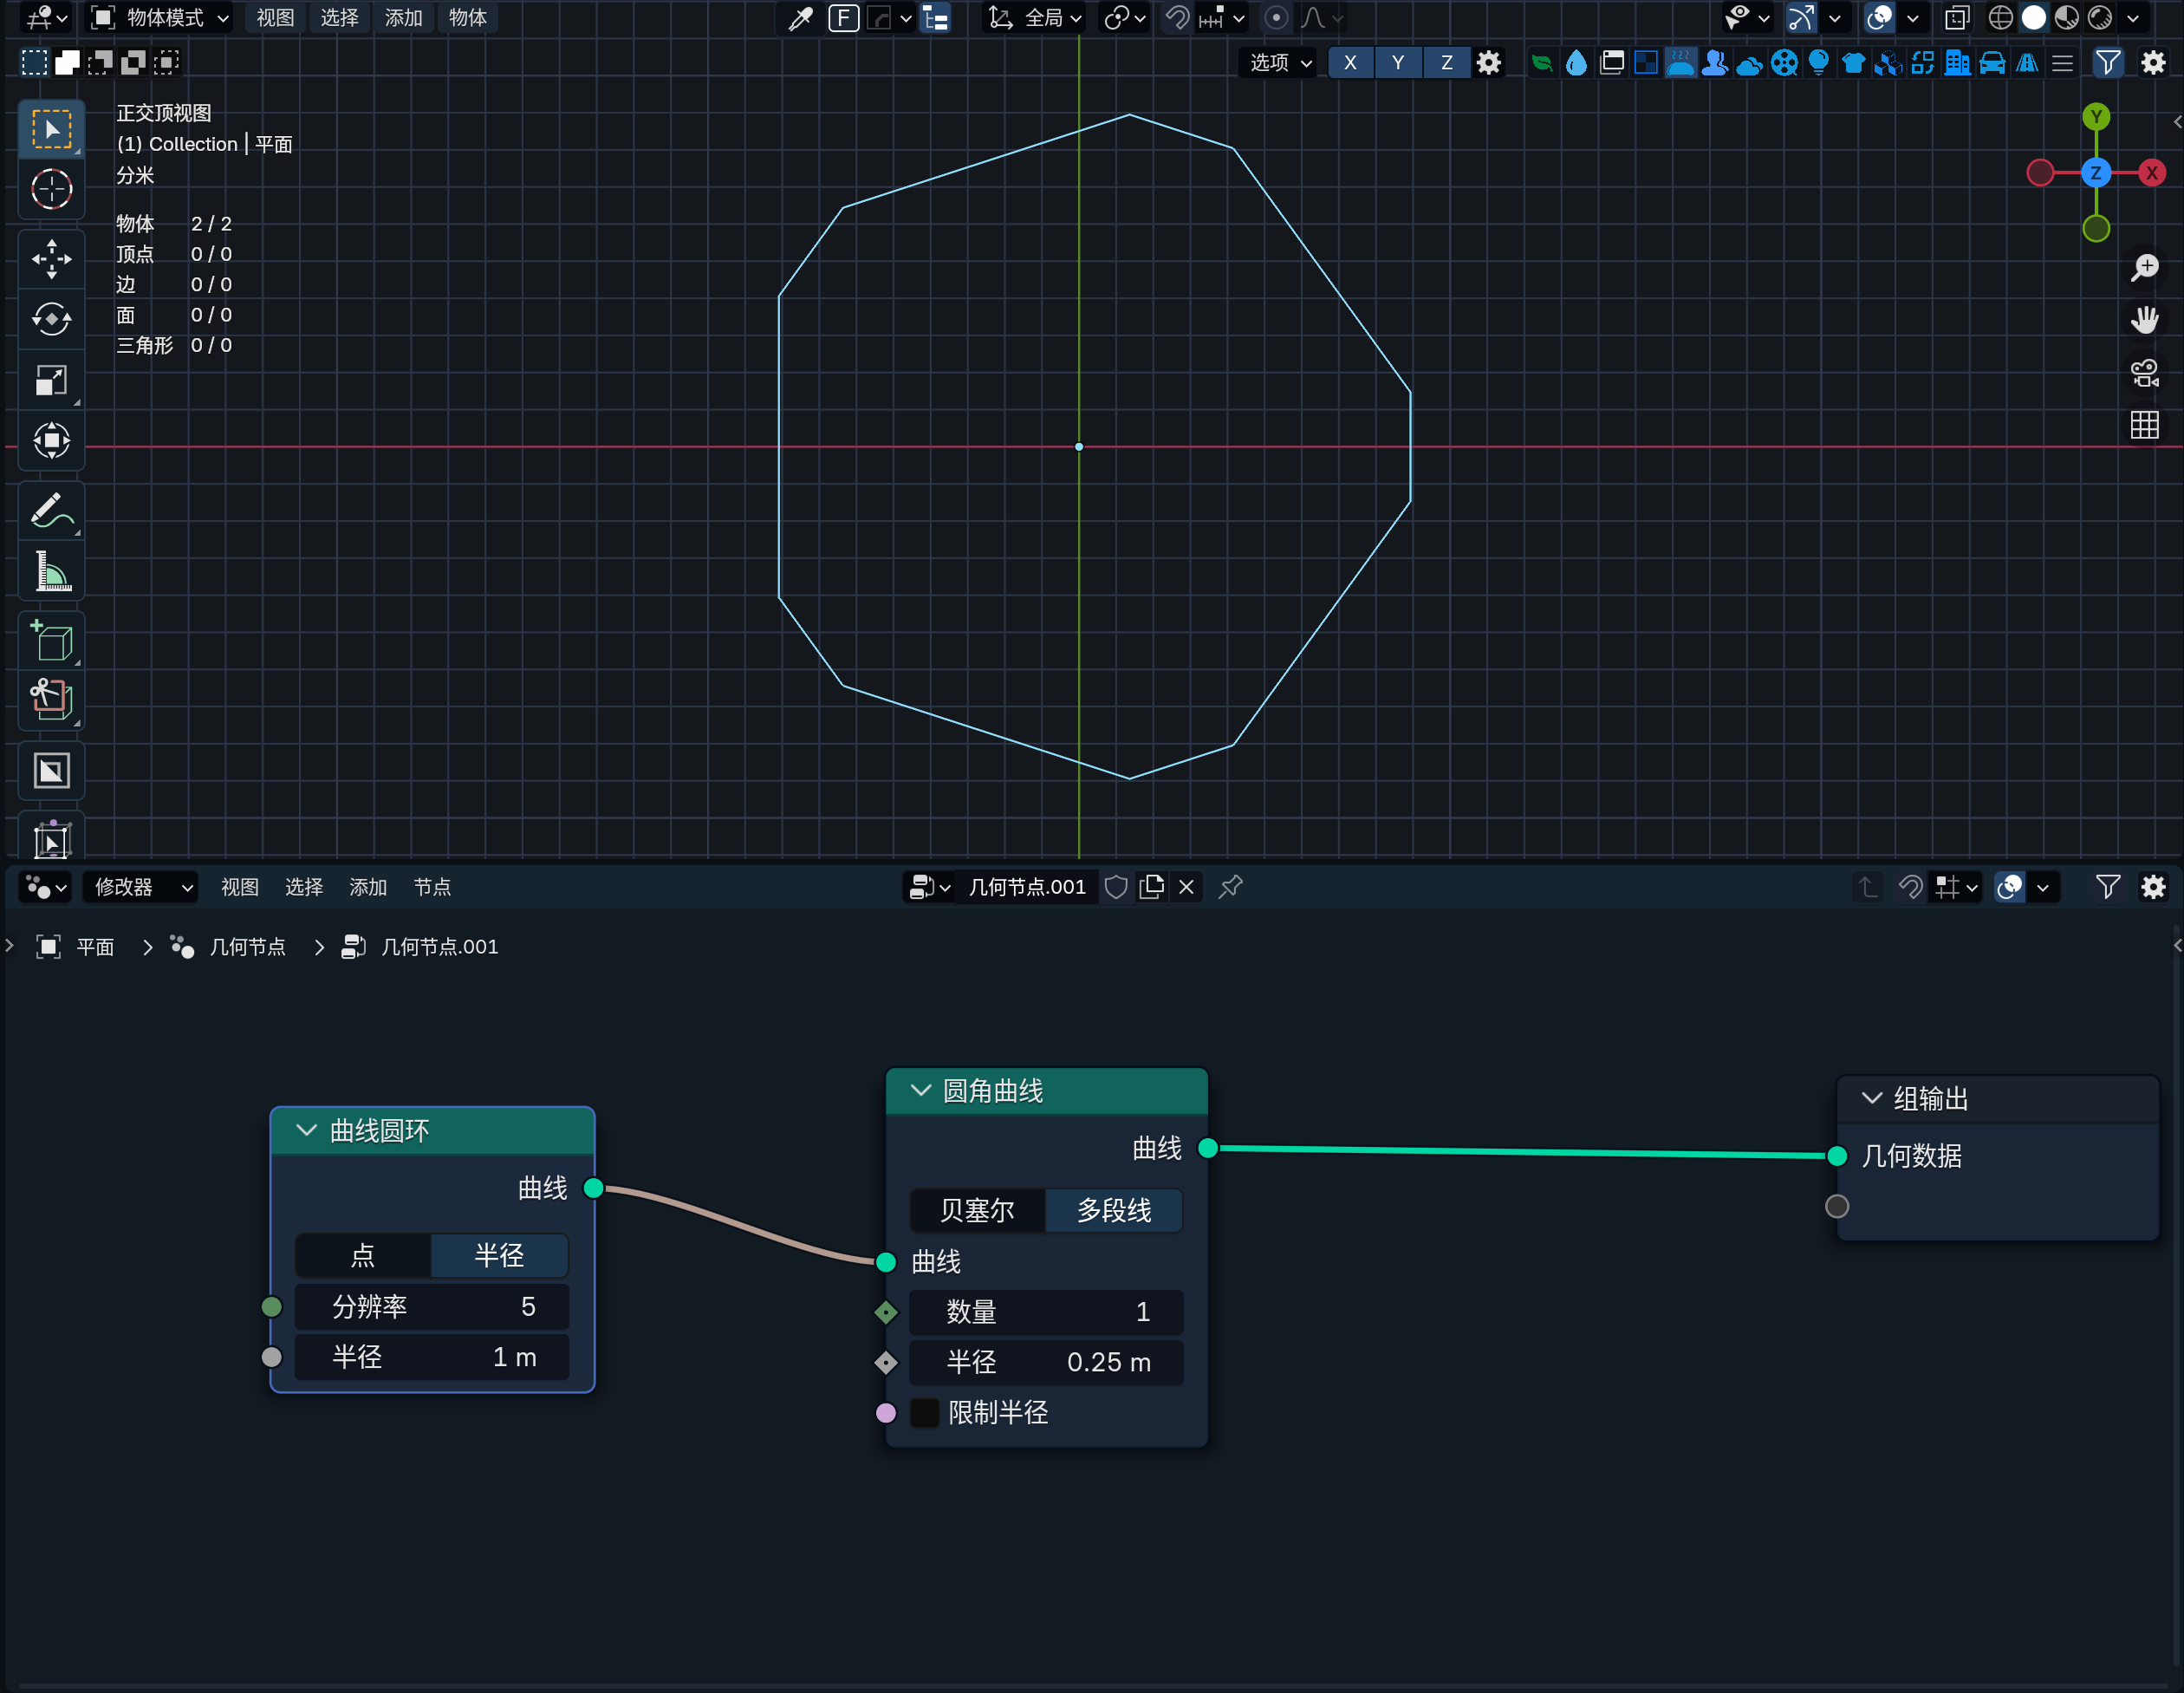 物体模式 视图 选择 添加 物体 F 全局
选项 X Y Z
正交顶视图
(1) Collection | 平面
分米
物体 2 / 2
顶点 0 / 0
边 0 / 0
面 0 / 0
三角形 0 / 0
Y
Z X
修改器 视图 选择 添加 节点 几何节点.001
平面 几何节点 几何节点.001
曲线圆环
曲线
点 半径
分辨率 5
半径 1 m
圆角曲线
曲线
贝塞尔 多段线
曲线
数量 1
半径 0.25 m
限制半径
组输出
几何数据